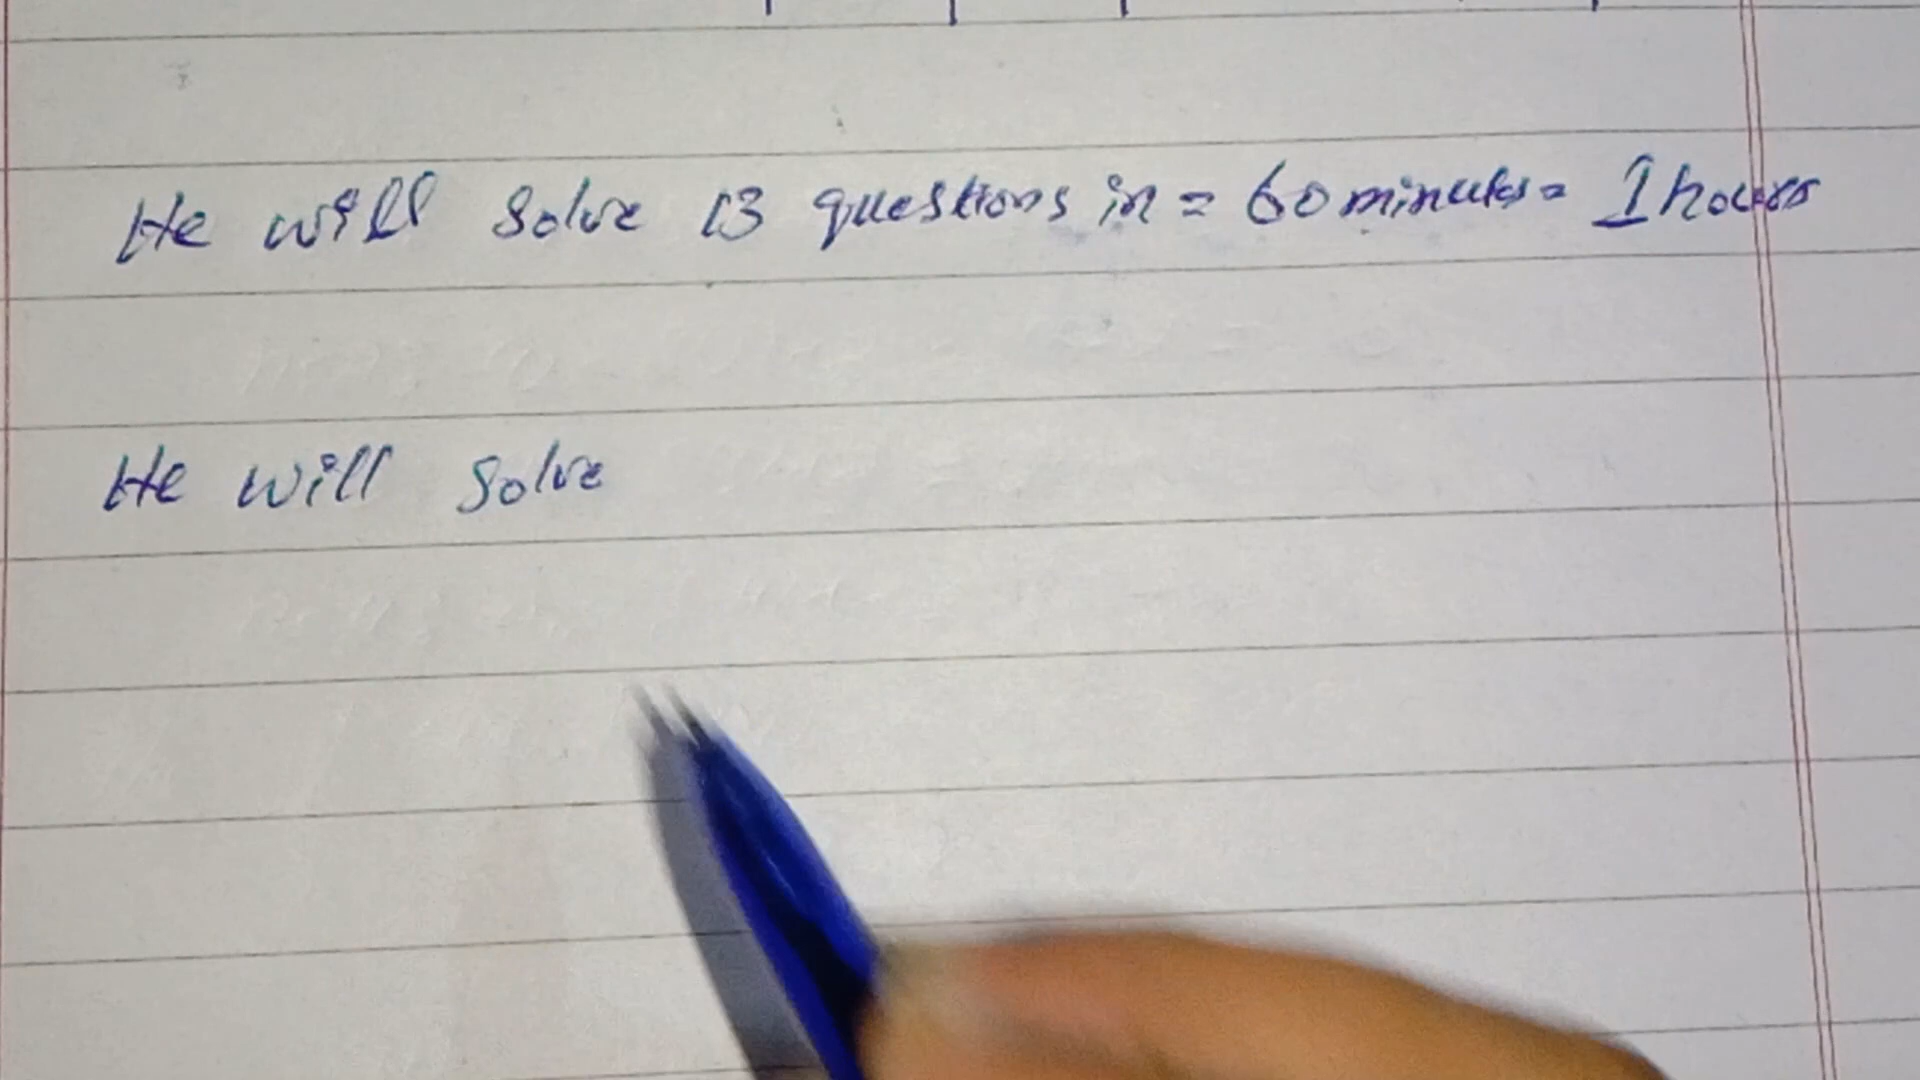 He will solve 13 questions in = 60 minutes = 1 hours
He will solve